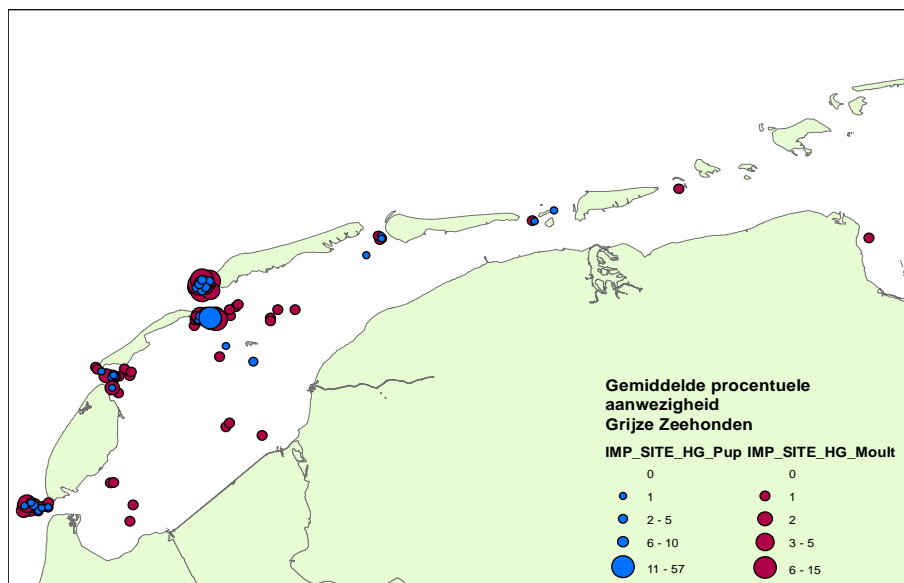 Gemiddelde procentuele
aanwezigheid
Grijze Zeehonden
IMP_SITE_HG_Pup IMP_SITE_HG_Moult
0 0
1 1
2 - 5 2
6 - 10 3 - 5
11 - 57 6 - 15